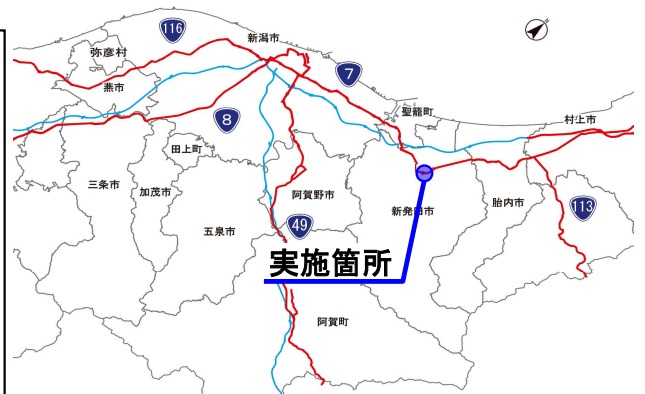 116
新潟市
弥彦村
7
燕市
聖籠町
8
村上市
田上町
三条市
加茂市
阿賀野市
胎内市
新発田市
113
五泉市
49
実施箇所
阿賀町